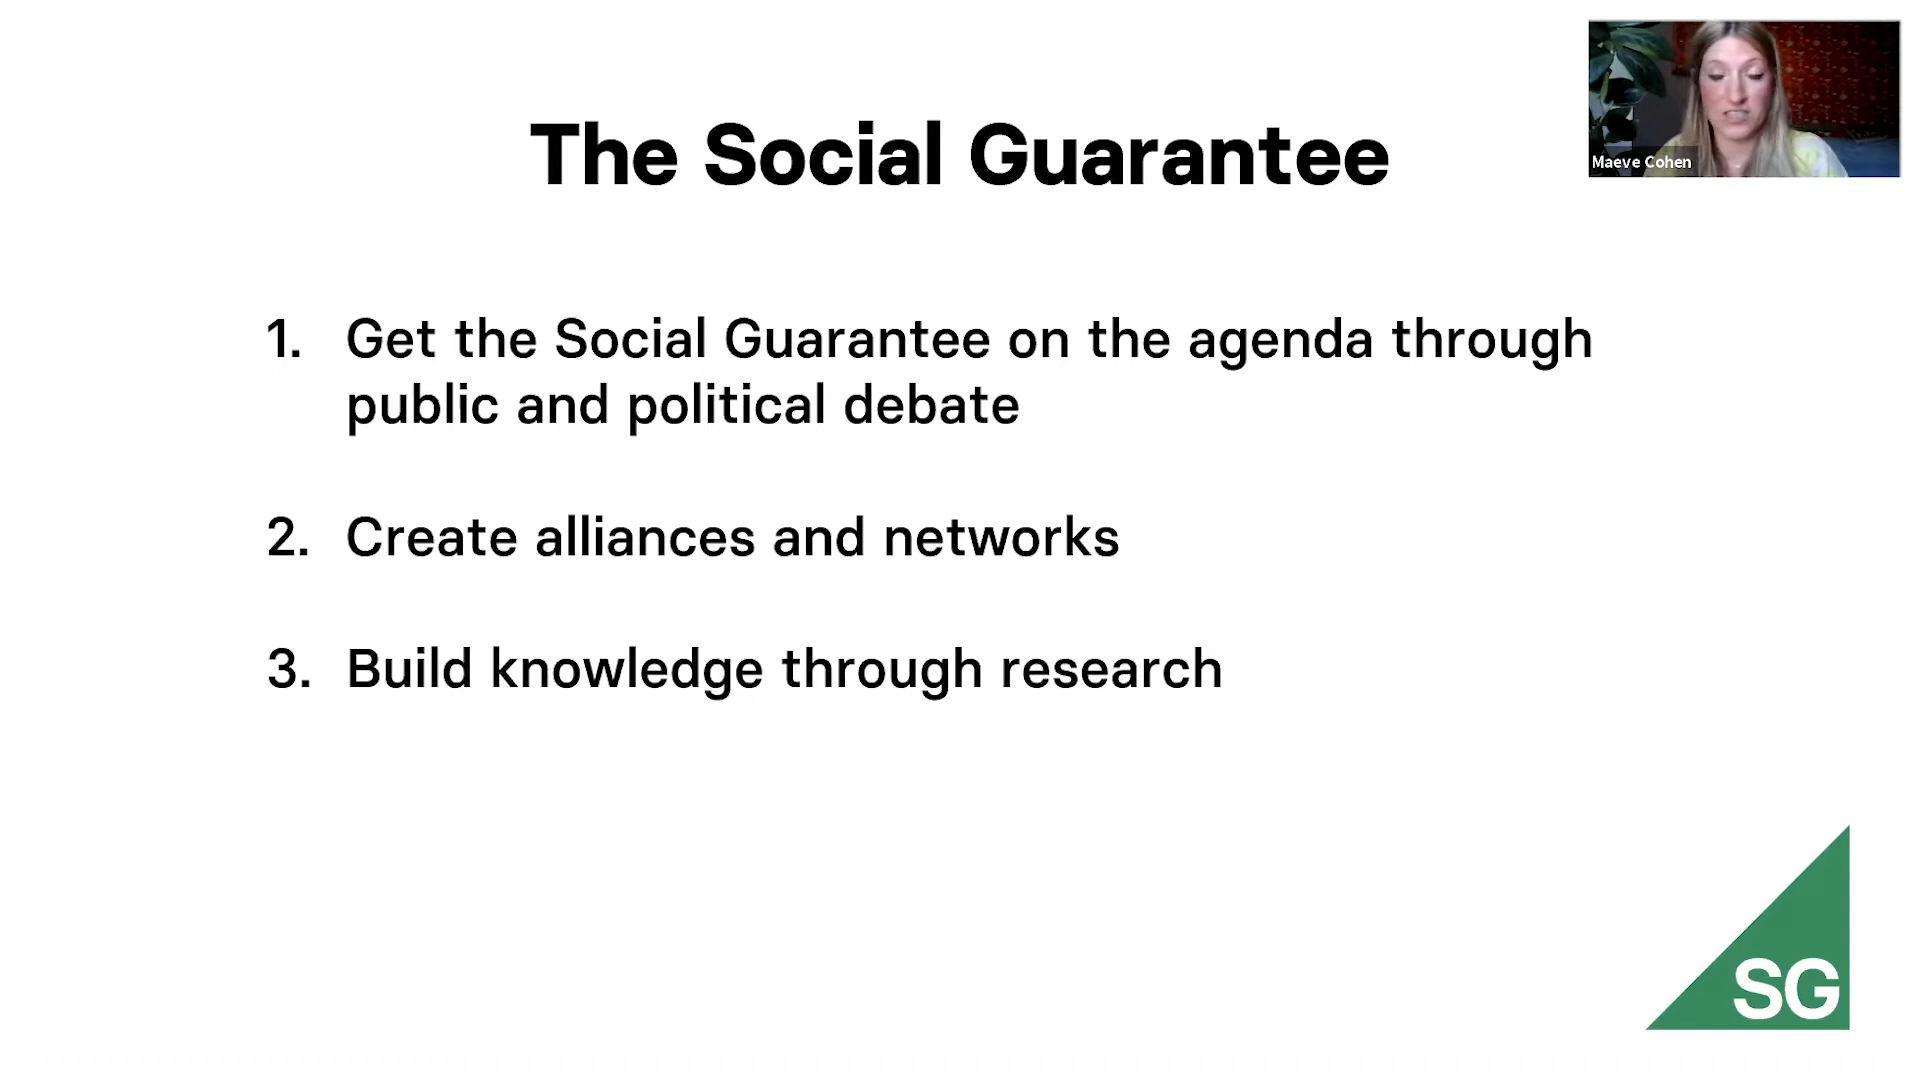 The Social Guarantee
Maeve Cohen
1. Get the Social Guarantee on the agenda through
public and political debate
2. Create alliances and networks
3. Build knowledge through research
SG